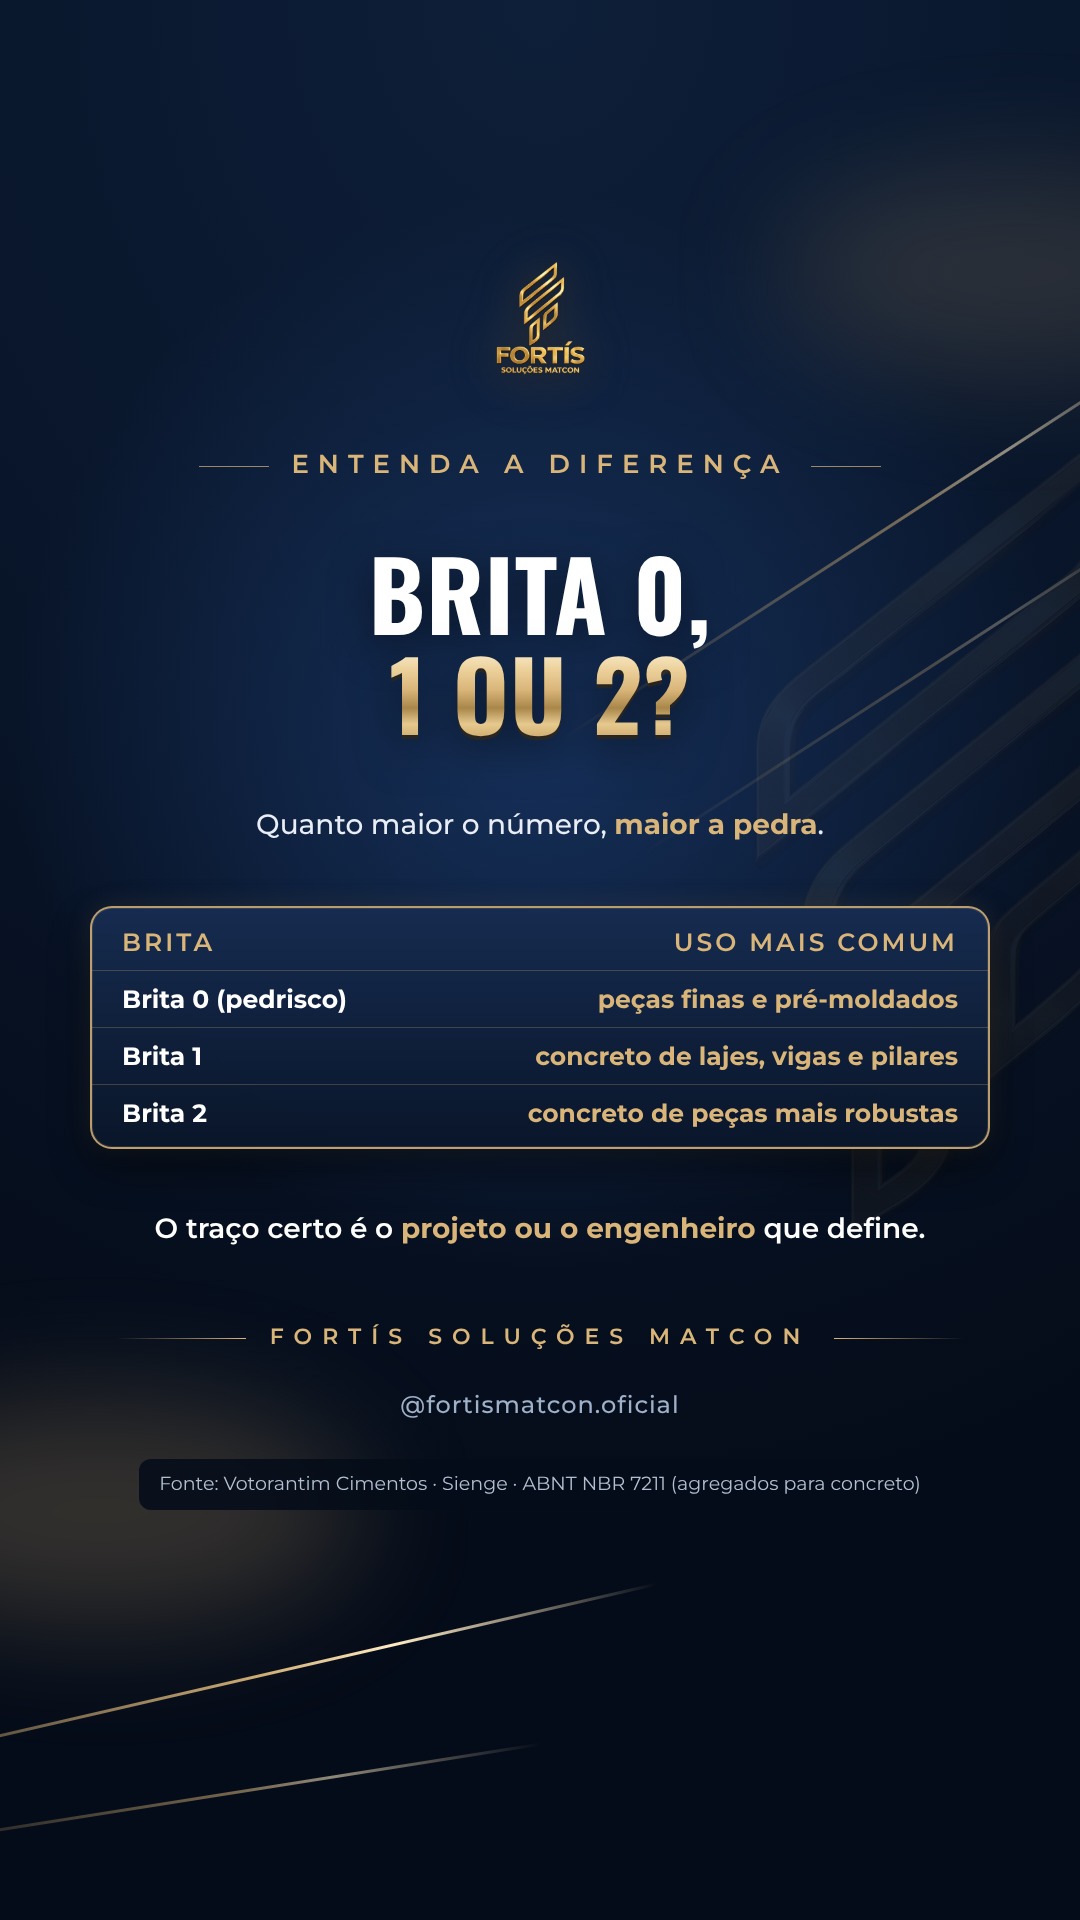 FORTÍS
SOLUÇÕES MATCON
ENTENDA A DIFERENÇA
BRITA 0,
1 OU 2?
Quanto maior o número, maior a pedra.
BRITA USO MAIS COMUM
Brita 0 (pedrisco) peças finas e pré-moldados
Brita 1 concreto de lajes, vigas e pilares
Brita 2 concreto de peças mais robustas
O traço certo é o projeto ou o engenheiro que define.
FORTÍS SOLUÇÕES MATCON
@fortismatcon.oficial
Fonte: Votorantim Cimentos · Sienge · ABNT NBR 7211 (agregados para concreto)